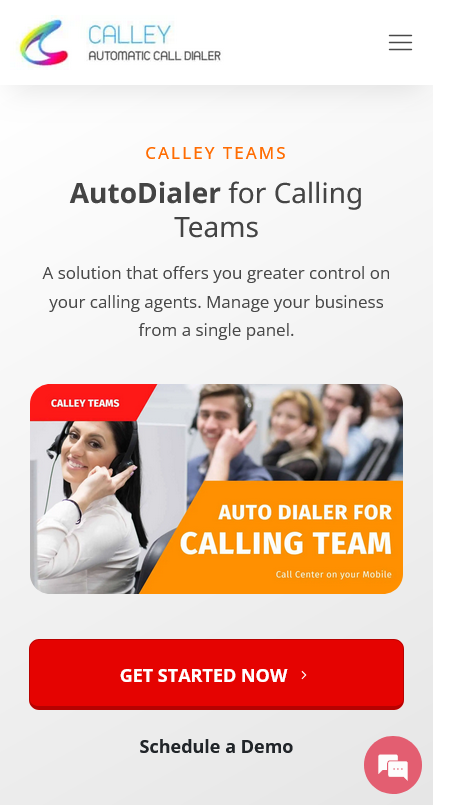 CALLEY
AUTOMATIC CALL DIALER
CALLEY TEAMS
AutoDialer for Calling
Teams
A solution that offers you greater control on
your calling agents. Manage your business
from a single panel.
CALLEY TEAMS
AUTO DIALER FOR
CALLING TEAM
Call Center on your Mobile
GET STARTED NOW
Schedule a Demo